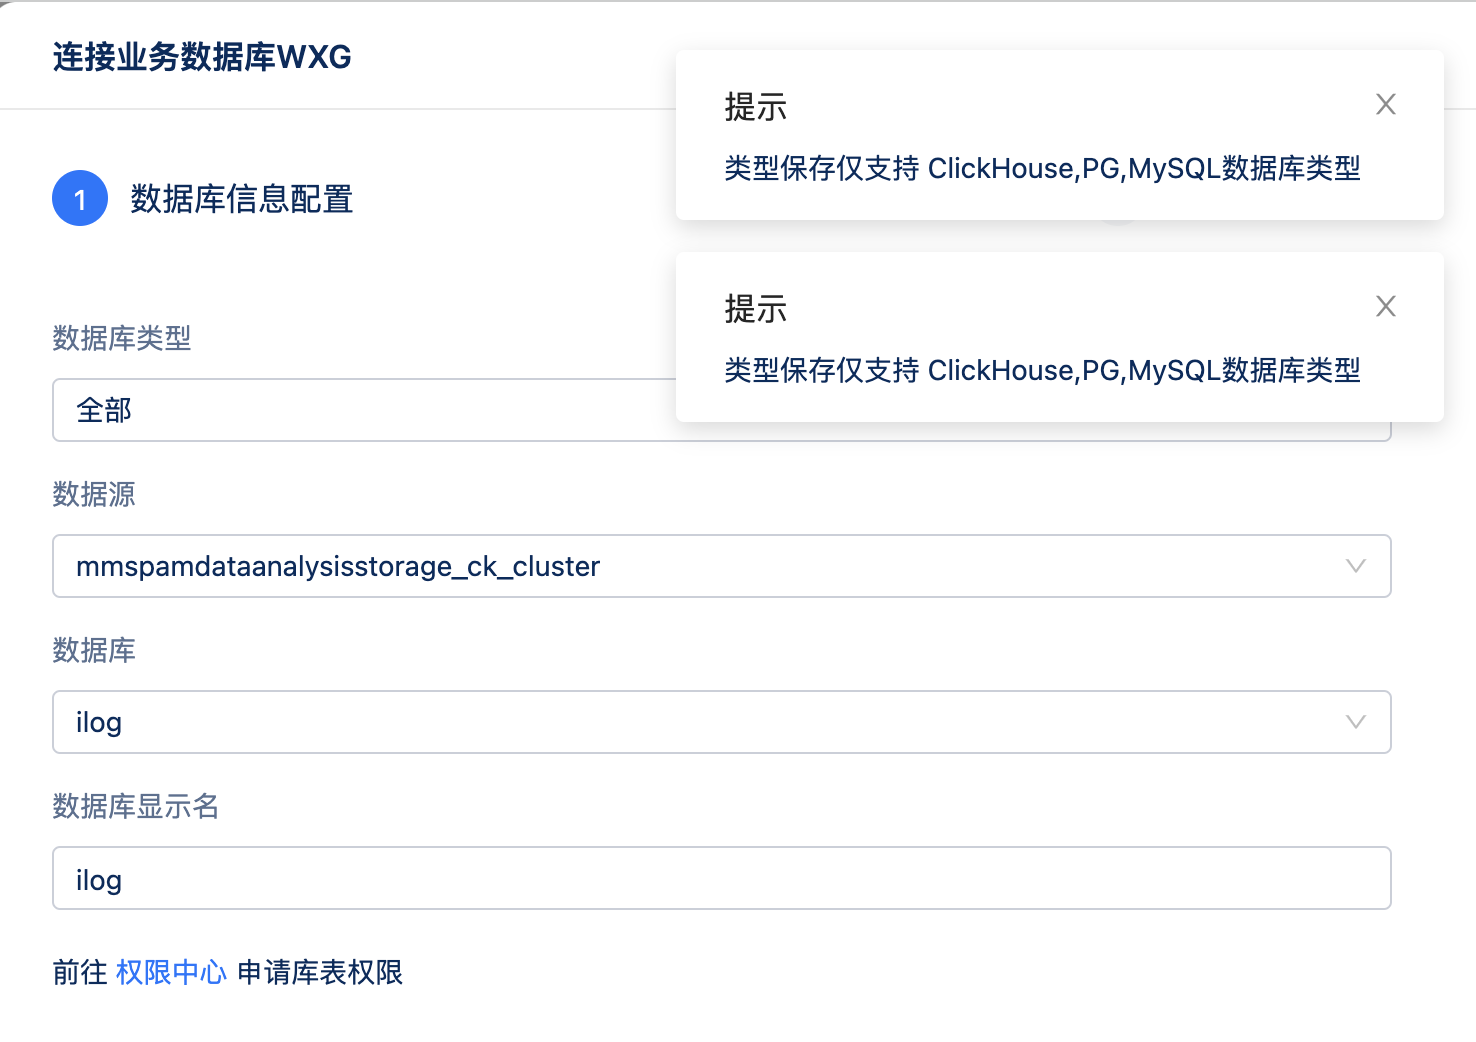 连接业务数据库WXG
提示
类型保存仅支持 ClickHouse,PG,MySQL数据库类型
1 数据库信息配置
提示
类型保存仅支持 ClickHouse,PG,MySQL数据库类型
数据库类型
全部
数据源
mmspamdataanalysisstorage_ck_cluster
数据库
ilog
数据库显示名
ilog
前往 权限中心 申请库表权限